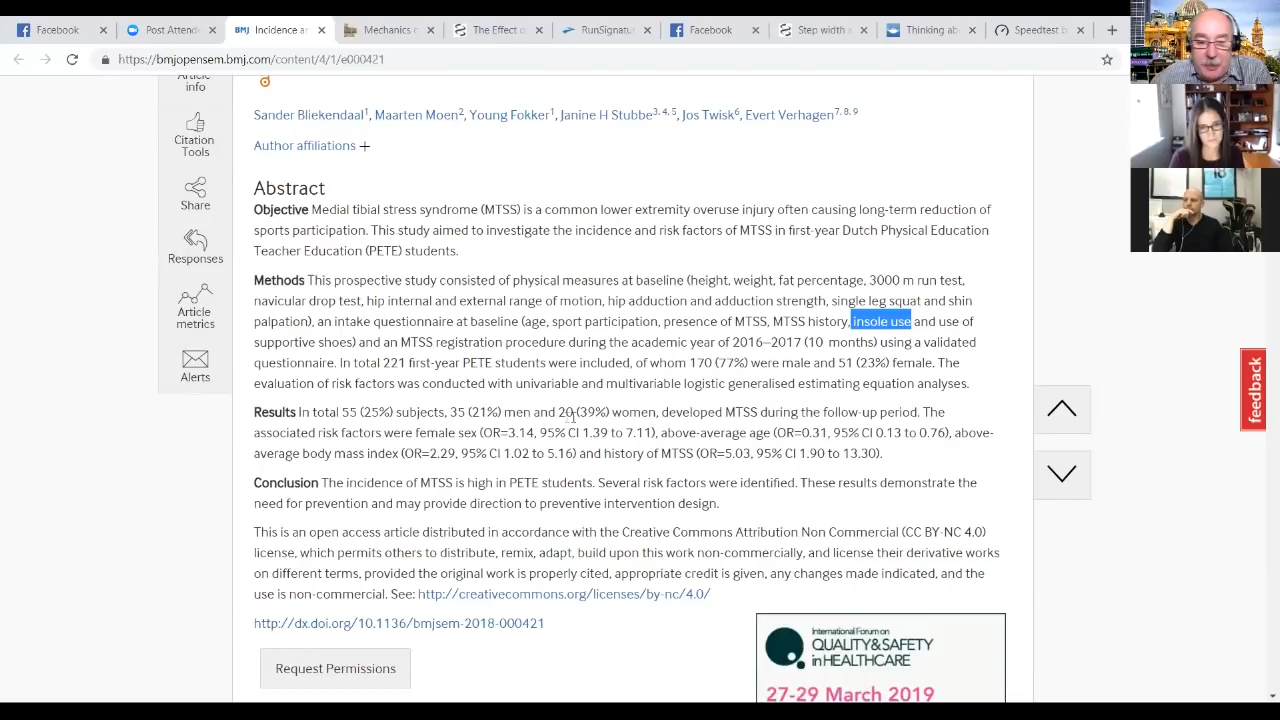 Facebook
Post Attende
BMJ Incidence a
Mechanics o
The Effect o
RunSignatur
Facebook
Step width a
Thinking ab
Speedtest b
https://bmjopensem.bmj.com/content/4/1/e000421
Article
info
Citation
Tools
Share
Responses
Article
metrics
Alerts
Sander Bliekendaal1, Maarten Moen2, Young Fokker1, Janine H Stubbe3, 4, 5, Jos Twisk6, Evert Verhagen7, 8, 9
Author affiliations +
Abstract
Objective Medial tibial stress syndrome (MTSS) is a common lower extremity overuse injury often causing long-term reduction of
sports participation. This study aimed to investigate the incidence and risk factors of MTSS in first-year Dutch Physical Education
Teacher Education (PETE) students.
Methods This prospective study consisted of physical measures at baseline (height, weight, fat percentage, 3000 m run test,
navicular drop test, hip internal and external range of motion, hip adduction and adduction strength, single leg squat and shin
palpation), an intake questionnaire at baseline (age, sport participation, presence of MTSS, MTSS history, insole use and use of
supportive shoes) and an MTSS registration procedure during the academic year of 2016–2017 (10 months) using a validated
questionnaire. In total 221 first-year PETE students were included, of whom 170 (77%) were male and 51 (23%) female. The
evaluation of risk factors was conducted with univariable and multivariable logistic generalised estimating equation analyses.
Results In total 55 (25%) subjects, 35 (21%) men and 20 (39%) women, developed MTSS during the follow-up period. The
associated risk factors were female sex (OR=3.14, 95% CI 1.39 to 7.11), above-average age (OR=0.31, 95% CI 0.13 to 0.76), above-
average body mass index (OR=2.29, 95% CI 1.02 to 5.16) and history of MTSS (OR=5.03, 95% CI 1.90 to 13.30).
Conclusion The incidence of MTSS is high in PETE students. Several risk factors were identified. These results demonstrate the
need for prevention and may provide direction to preventive intervention design.
This is an open access article distributed in accordance with the Creative Commons Attribution Non Commercial (CC BY-NC 4.0)
license, which permits others to distribute, remix, adapt, build upon this work non-commercially, and license their derivative works
on different terms, provided the original work is properly cited, appropriate credit is given, any changes made indicated, and the
use is non-commercial. See: http://creativecommons.org/licenses/by-nc/4.0/
http://dx.doi.org/10.1136/bmjsem-2018-000421
Request Permissions
International Forum on
QUALITY & SAFETY
in HEALTHCARE
27-29 March 2019
feedback